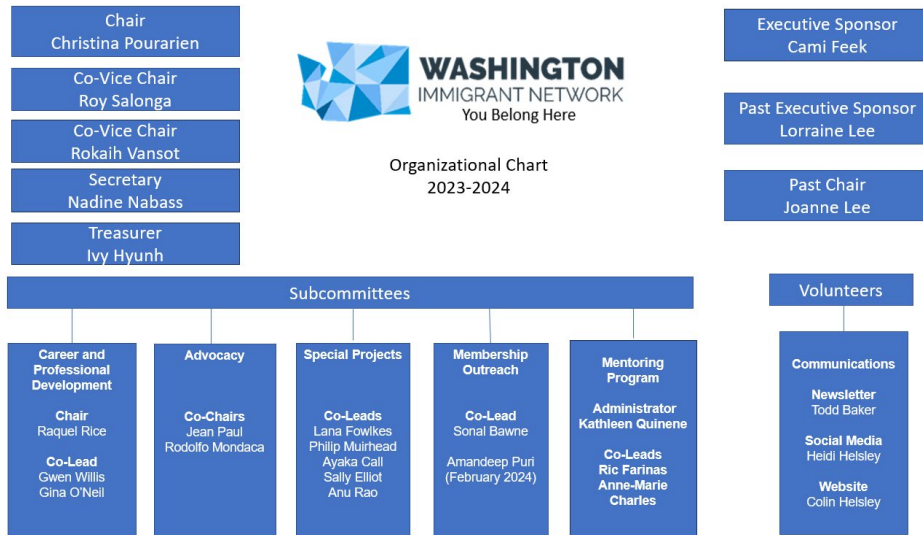 Chair
Christina Pourarien
Co-Vice Chair
Roy Salonga
Co-Vice Chair
Rokaih Vansot
Secretary
Nadine Nabass
Treasurer
Ivy Hyunh
WASHINGTON
IMMIGRANT NETWORK
You Belong Here
Organizational Chart
2023-2024
Executive Sponsor
Cami Feek
Past Executive Sponsor
Lorraine Lee
Past Chair
Joanne Lee
Subcommittees
Career and
Professional
Development
Chair
Raquel Rice
Co-Lead
Gwen Willis
Gina O'Neil
Advocacy
Co-Chairs
Jean Paul
Rodolfo Mondaca
Special Projects
Co-Leads
Lana Fowlkes
Philip Muirhead
Ayaka Call
Sally Elliot
Anu Rao
Membership
Outreach
Co-Lead
Sonal Bawne
Amandeep Puri
(February 2024)
Mentoring
Program
Administrator
Kathleen Quinene
Co-Leads
Ric Farinas
Anne-Marie
Charles
Volunteers
Communications
Newsletter
Todd Baker
Social Media
Heidi Helsley
Website
Colin Helsley